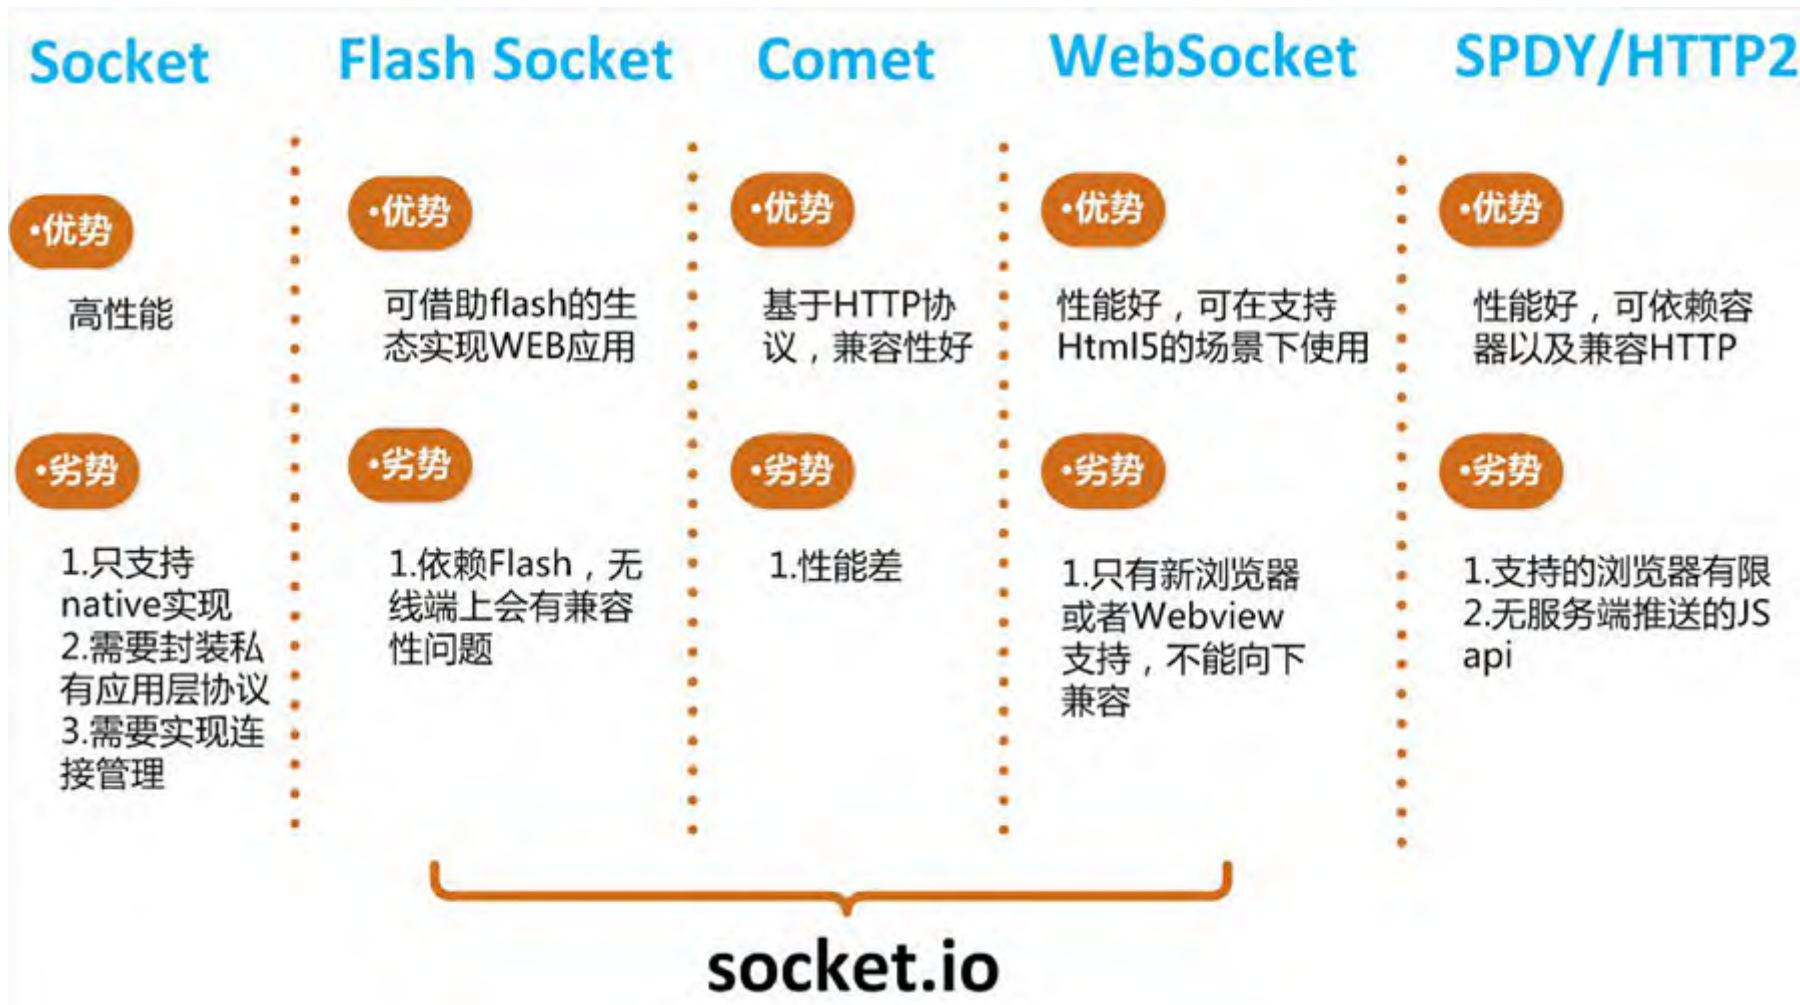 Socket
•优势
高性能
•劣势
1.只支持
native实现
2.需要封装私
有应用层协议
3.需要实现连
接管理
Flash Socket
•优势
可借助flash的生
态实现WEB应用
•劣势
1.依赖Flash，无
线端上会有兼容
性问题
Comet
•优势
基于HTTP协
议，兼容性好
•劣势
1.性能差
WebSocket
•优势
性能好，可在支持
Html5的场景下使用
•劣势
1.只有新浏览器
或者Webview
支持，不能向下
兼容
SPDY/HTTP2
•优势
性能好，可依赖容
器以及兼容HTTP
•劣势
1.支持的浏览器有限
2.无服务端推送的JS
api
socket.io